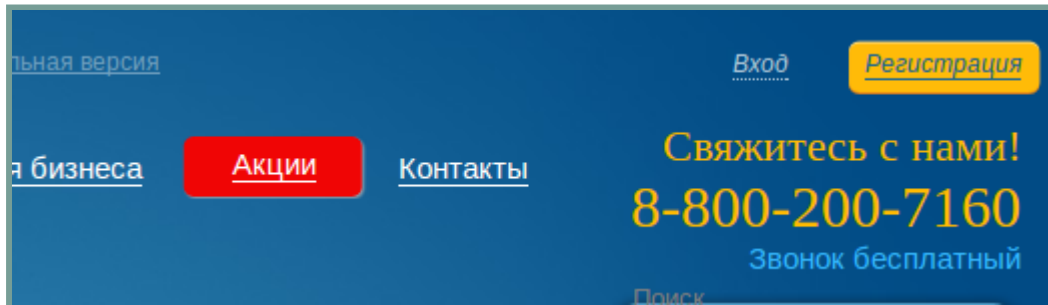 льная версия
Вход
Регистрация
я бизнеса
Акции
Контакты
Свяжитесь с нами!
8-800-200-7160
Звонок бесплатный
Поиск